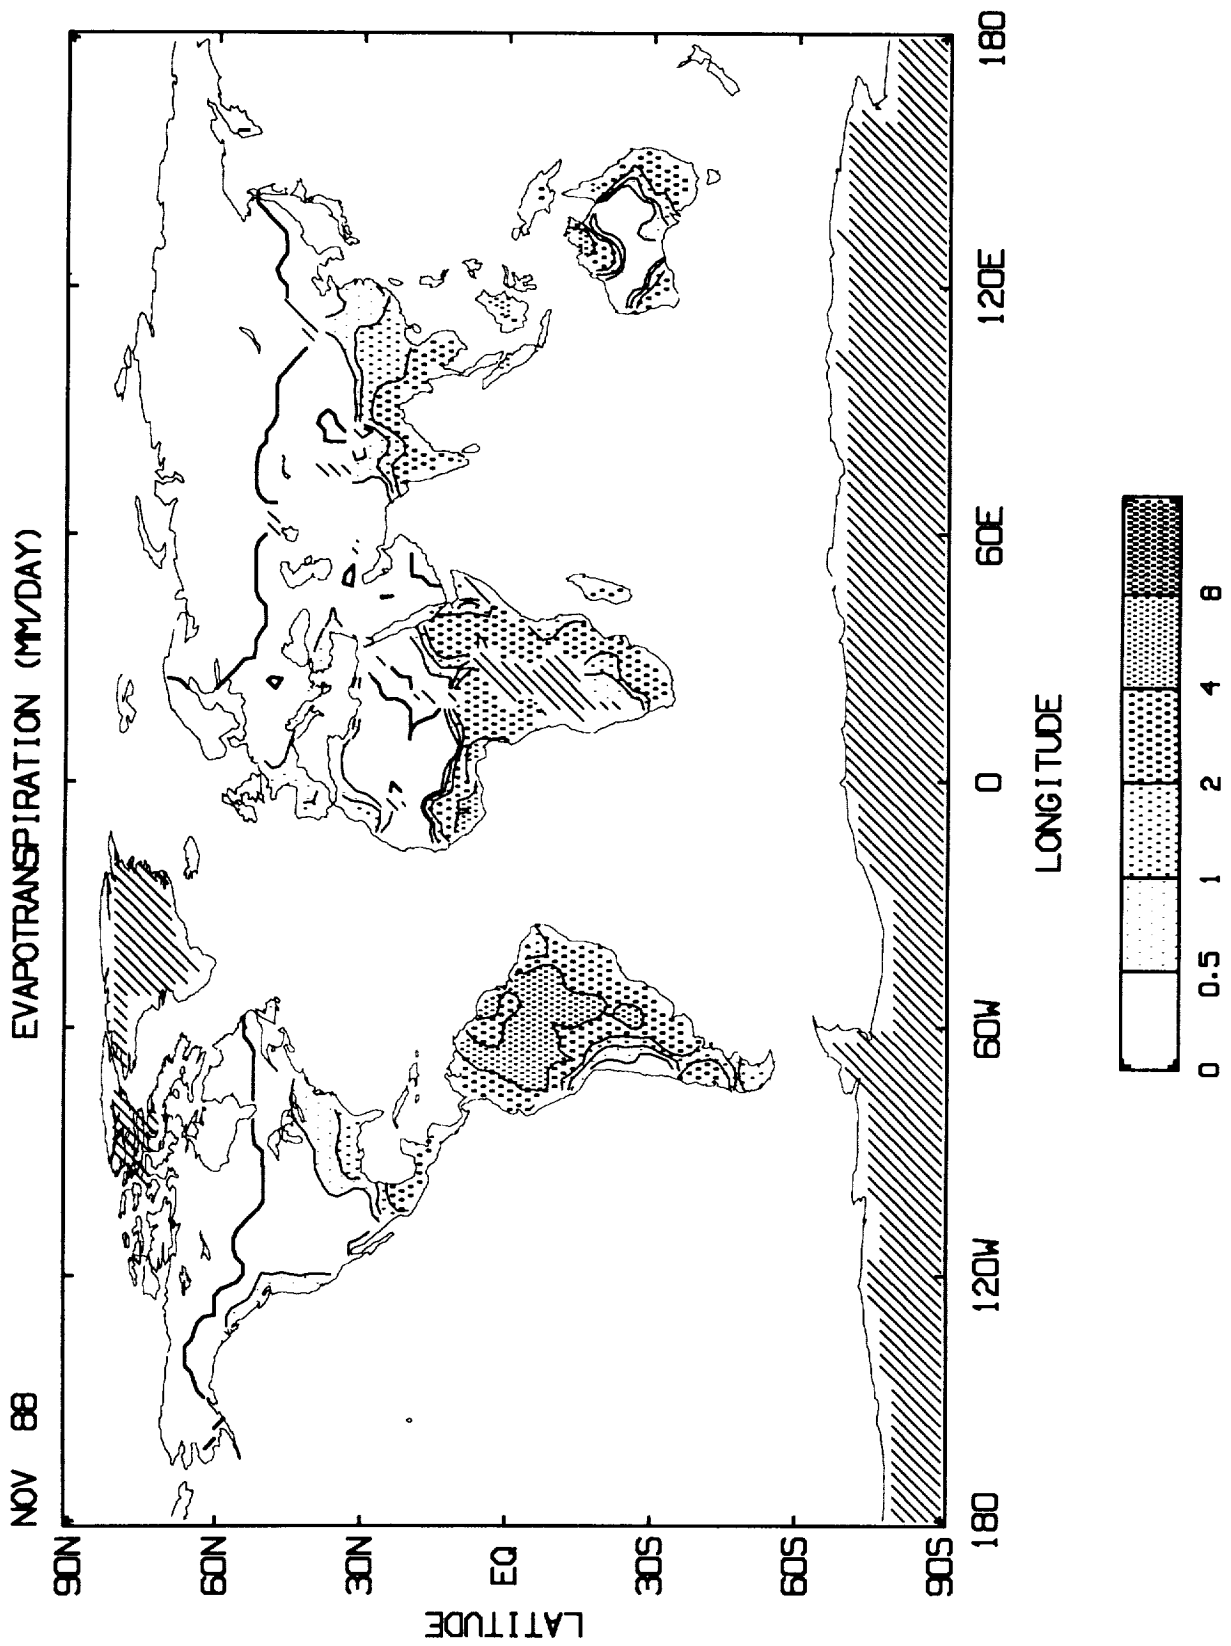 NOV 88 EVAPOTRANSPIRATION (MM/DAY)
90N
60N
30N
EQ
30S
60S
90S
LATITUDE
180 120W 60W 0 60E 120E 180
LONGITUDE
0 0.5 1 2 4 8